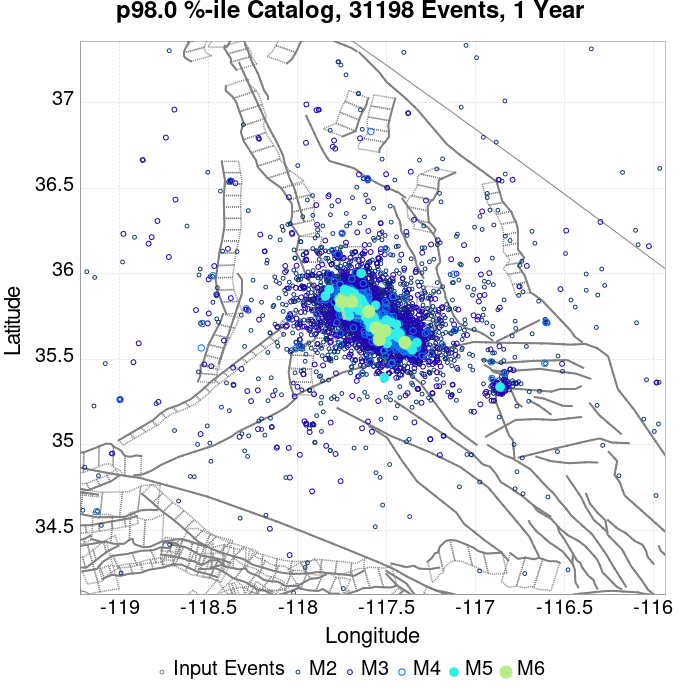 p98.0 %-ile Catalog, 31198 Events, 1 Year
37
36.5
36
35.5
35
34.5
Latitude
-119 -118.5 -118 -117.5 -117 -116.5 -116
Longitude
Input Events M2 M3 M4 M5 M6